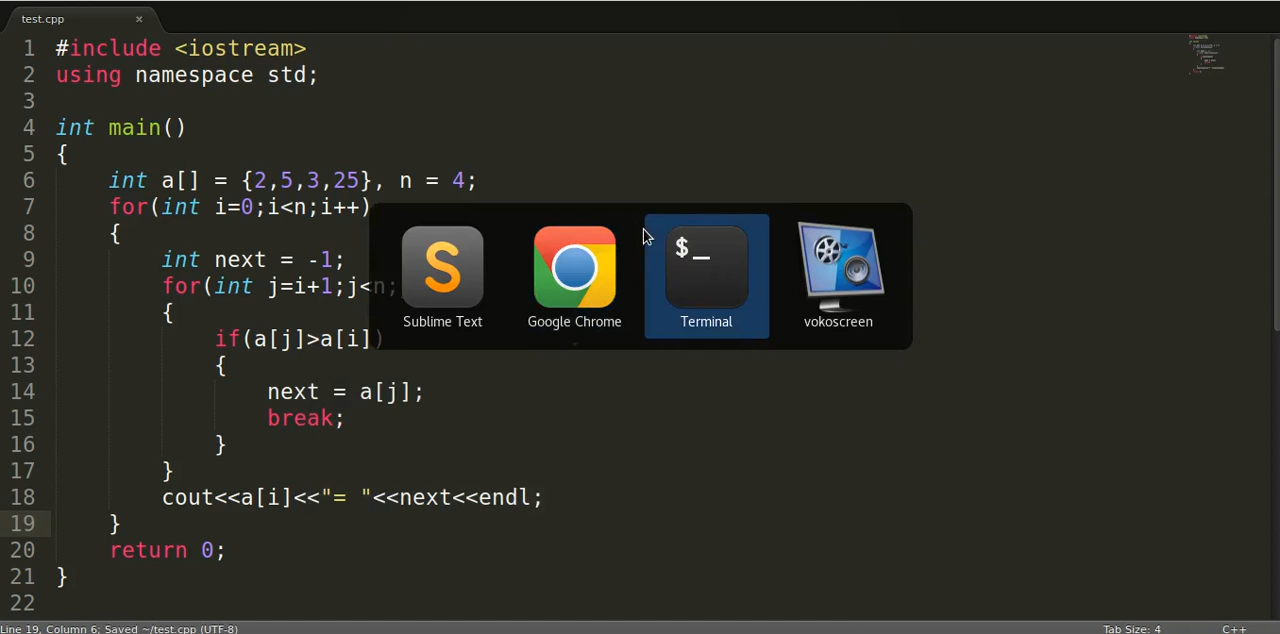 test.cpp ×
1 #include <iostream>
2 using namespace std;
3
4 int main()
5 {
6 int a[] = {2,5,3,25}, n = 4;
7 for(int i=0;i<n;i++)
8 {
9 int next = -1;
10 for(int j=i+1;j<n;
11 {
12 if(a[j]>a[i])
13 {
14 next = a[j];
15 break;
16 }
17 }
18 cout<<a[i]<<"= "<<next<<endl;
19 }
20 return 0;
21 }
22
$_
Sublime Text Google Chrome Terminal vokoscreen
Line 19, Column 6; Saved ~/test.cpp (UTF-8) Tab Size: 4 C++